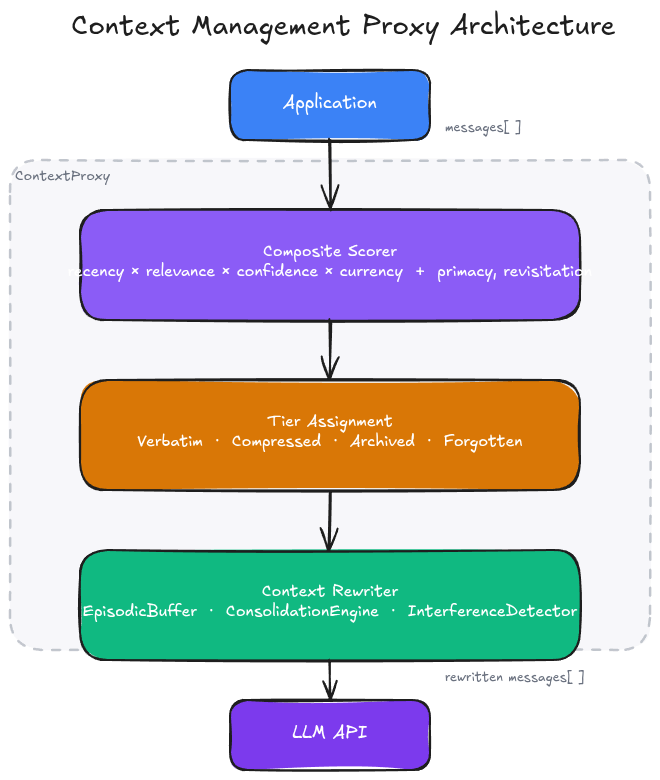 Context Management Proxy Architecture
Application
messages[ ]
ContextProxy
Composite Scorer
recency × relevance × confidence × currency + primacy, revisitation
Tier Assignment
Verbatim · Compressed · Archived · Forgotten
Context Rewriter
EpisodicBuffer · ConsolidationEngine · InterferenceDetector
rewritten messages[ ]
LLM API